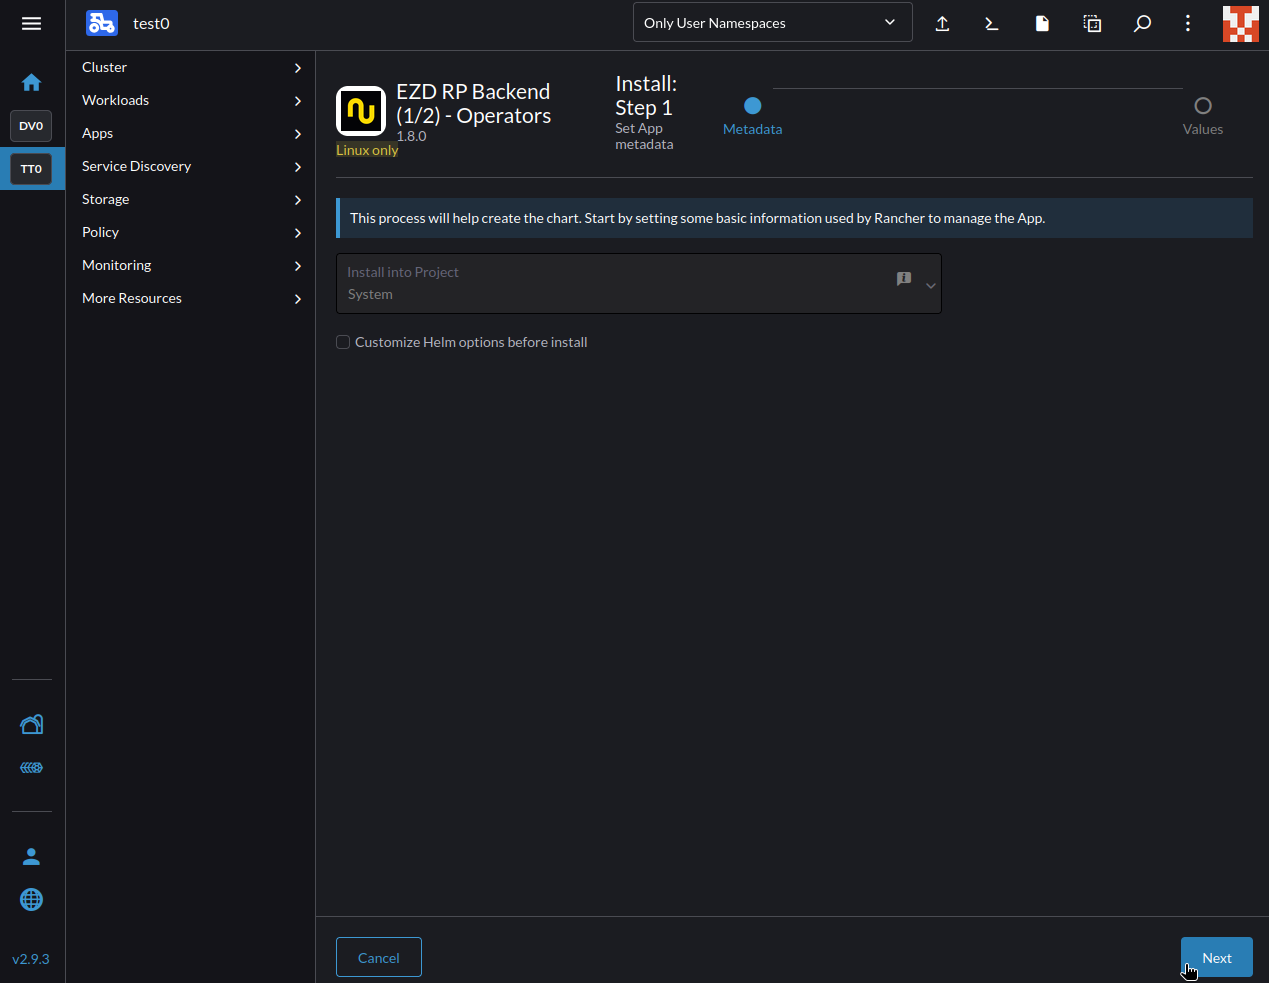 test0
Only User Namespaces
DV0
TT0
v2.9.3
Cluster
Workloads
Apps
Service Discovery
Storage
Policy
Monitoring
More Resources
EZD RP Backend
(1/2) - Operators
1.8.0
Linux only
Install:
Step 1
Set App
metadata
Metadata
Values
This process will help create the chart. Start by setting some basic information used by Rancher to manage the App.
Install into Project
System
Customize Helm options before install
Cancel
Next